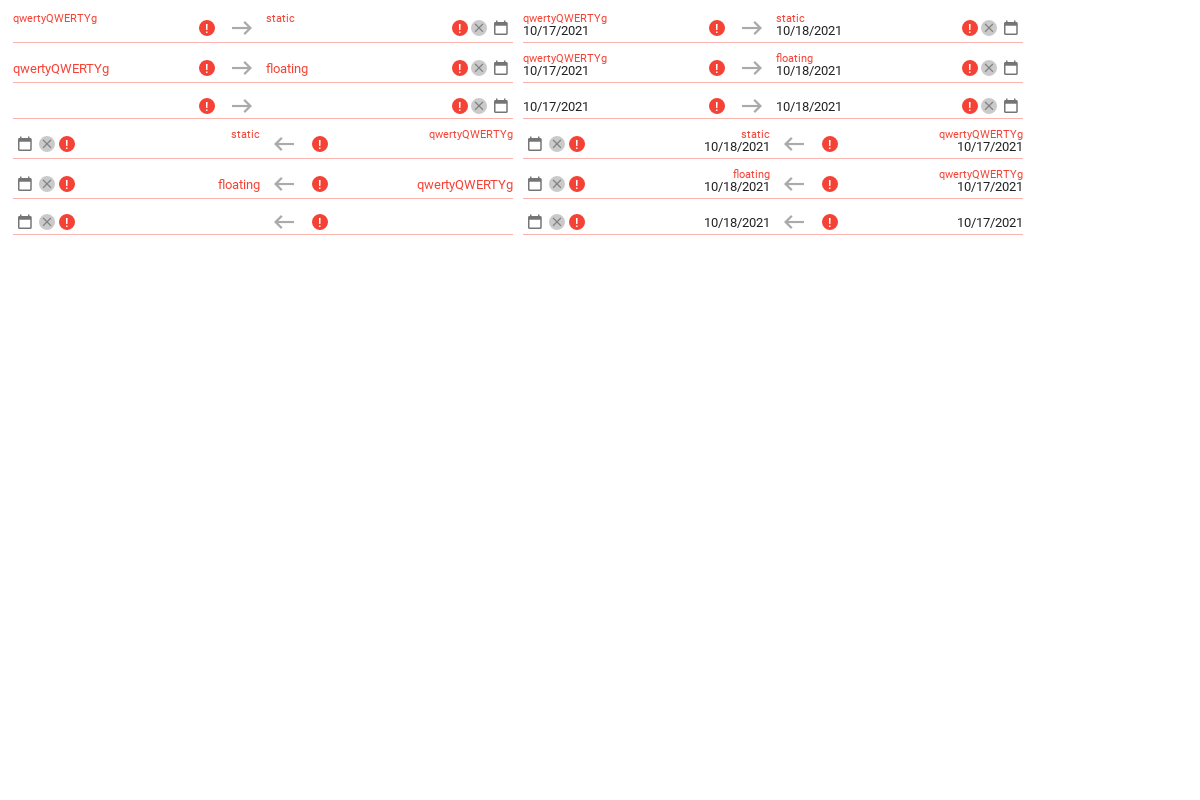 qwertyQWERTYg static qwertyQWERTYg static
10/17/2021 10/18/2021
qwertyQWERTYg floating qwertyQWERTYg floating
10/17/2021 10/18/2021
10/17/2021 10/18/2021
static qwertyQWERTYg static qwertyQWERTYg
10/18/2021 10/17/2021
floating qwertyQWERTYg floating qwertyQWERTYg
10/18/2021 10/17/2021
10/18/2021 10/17/2021